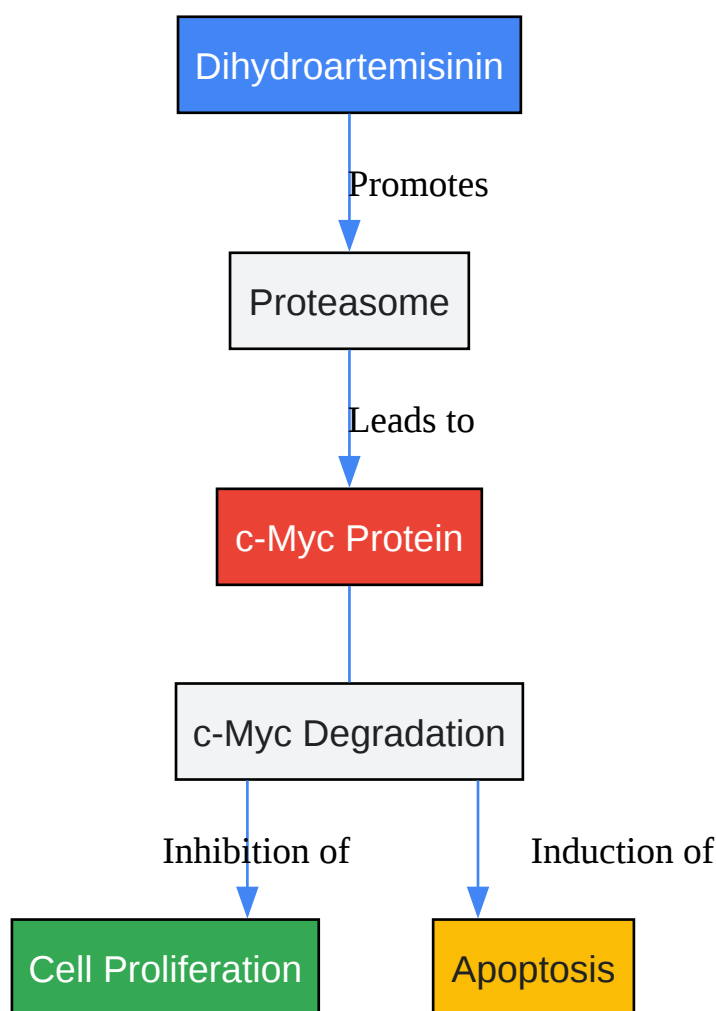 Dihydroartemisinin
Promotes
Proteasome
Leads to
c-Myc Protein
c-Myc Degradation
Inhibition of
Induction of
Cell Proliferation
Apoptosis